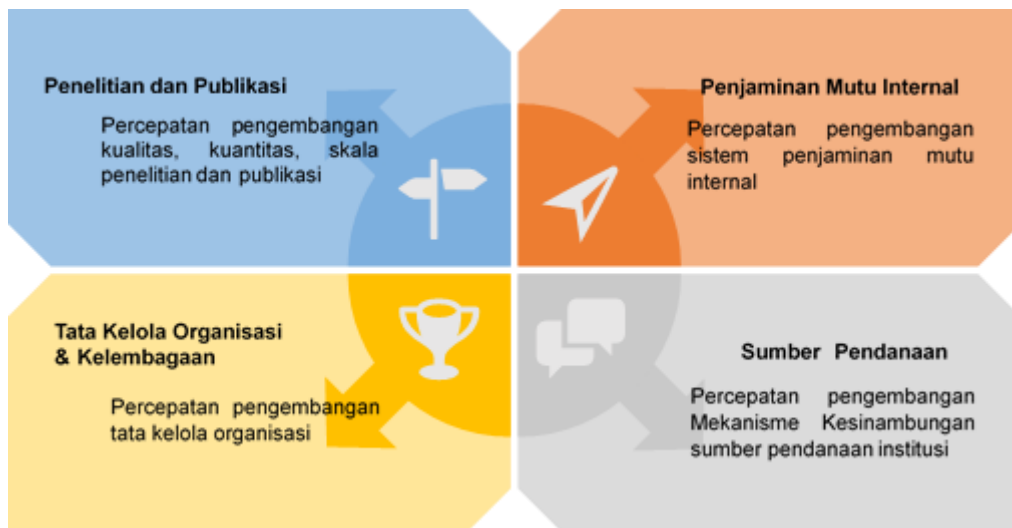 Penelitian dan Publikasi
Percepatan pengembangan
kualitas, kuantitas, skala
penelitian dan publikasi
Penjaminan Mutu Internal
Percepatan pengembangan
sistem penjaminan mutu
internal
Tata Kelola Organisasi
& Kelembagaan
Percepatan pengembangan
tata kelola organisasi
Sumber Pendanaan
Percepatan pengembangan
Mekanisme Kesinambungan
sumber pendanaan institusi